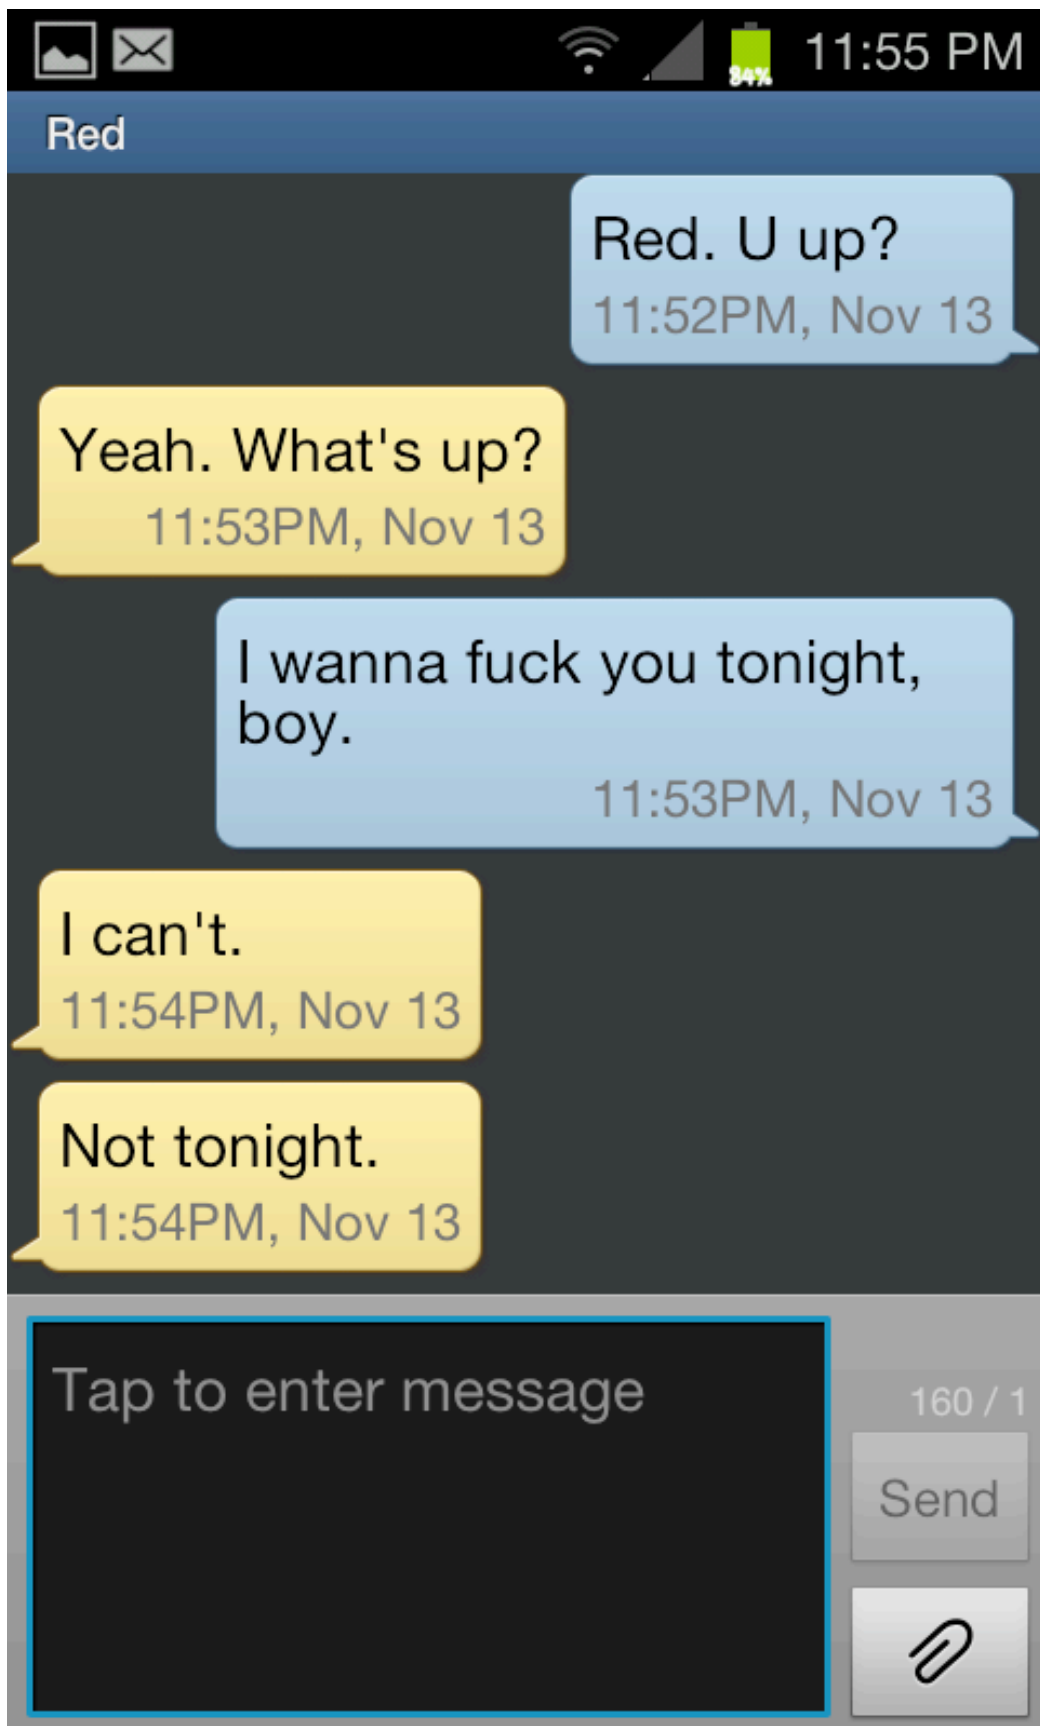 84%
11:55 PM
Red
Red. U up?
11:52PM, Nov 13
Yeah. What's up?
11:53PM, Nov 13
I wanna fuck you tonight,
boy.
11:53PM, Nov 13
I can't.
11:54PM, Nov 13
Not tonight.
11:54PM, Nov 13
Tap to enter message
160 / 1
Send